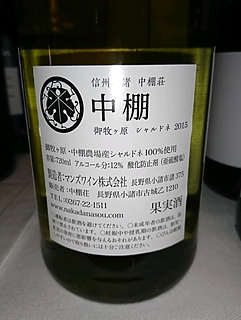 信州 小諸 中棚荘
中棚
御牧ヶ原 シャルドネ 2015
御牧ヶ原・中棚農場産シャルドネ100%使用
容量:720ml アルコール分:12% 酸化防止剤(亜硫酸塩)
製造者:マンズワイン株式会社 長野県小諸市諸375
販売者:中棚荘 長野県小諸市古城乙1210
TEL:0267-22-1511
www.nakadanasou.com
果実酒